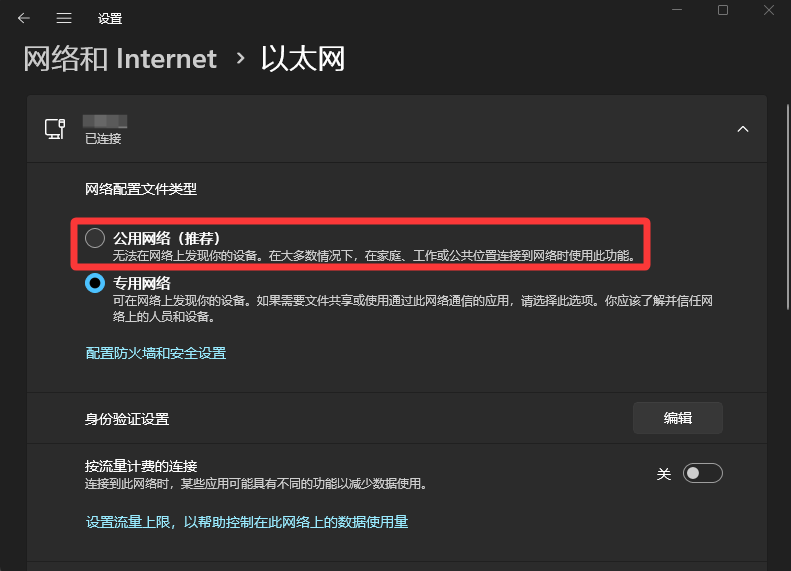 设置
网络和 Internet › 以太网
已连接
网络配置文件类型
公用网络（推荐）
无法在网络上发现你的设备。在大多数情况下，在家庭、工作或公共位置连接到网络时使用此功能。
专用网络
可在网络上发现你的设备。如果需要文件共享或使用通过此网络通信的应用，请选择此选项。你应该了解并信任网
络上的人员和设备。
配置防火墙和安全设置
身份验证设置
编辑
按流量计费的连接
连接到此网络时，某些应用可能具有不同的功能以减少数据使用。
关
设置流量上限，以帮助控制在此网络上的数据使用量